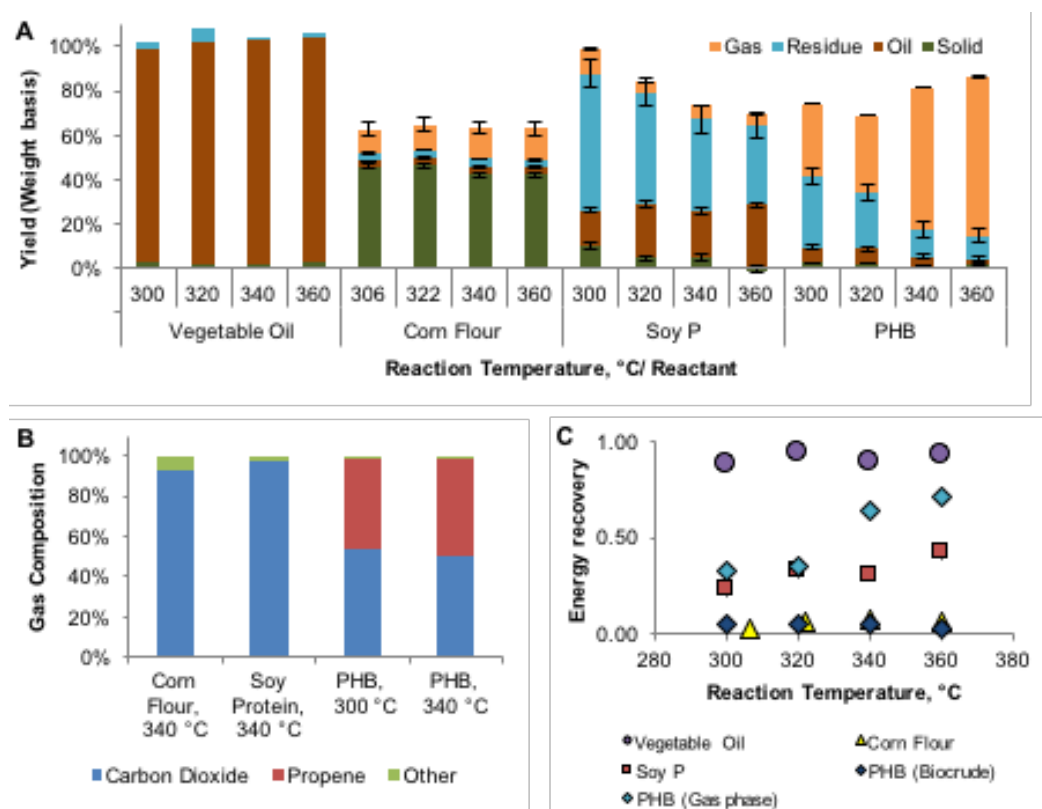 A
100%
80%
60%
40%
20%
0%
Yield (Weight basis)
Gas Residue Oil Solid
300 320 340 360 306 322 340 360 300 320 340 360 300 320 340 360
Vegetable Oil Corn Flour Soy P PHB
Reaction Temperature, °C/ Reactant
B
100%
80%
60%
40%
20%
0%
Gas Composition
Corn Flour, 340 °C
Soy Protein, 340 °C
PHB, 300 °C
PHB, 340 °C
Carbon Dioxide Propene Other
C
1.00
0.50
0.00
Energy recovery
280 300 320 340 360 380
Reaction Temperature, °C
Vegetable Oil Corn Flour
Soy P PHB (Biocrude)
PHB (Gas phase)